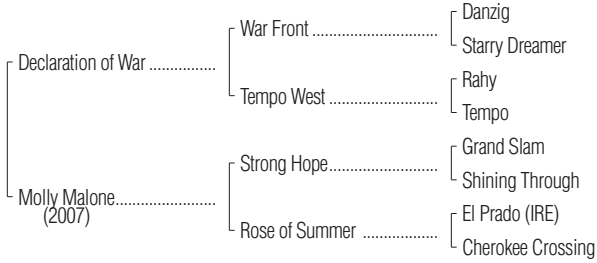 Danzig
War Front ................................
Starry Dreamer
Declaration of War ................
Rahy
Tempo West ............................
Tempo
Grand Slam
Strong Hope............................
Shining Through
Molly Malone........................
(2007)
El Prado (IRE)
Rose of Summer ...................
Cherokee Crossing